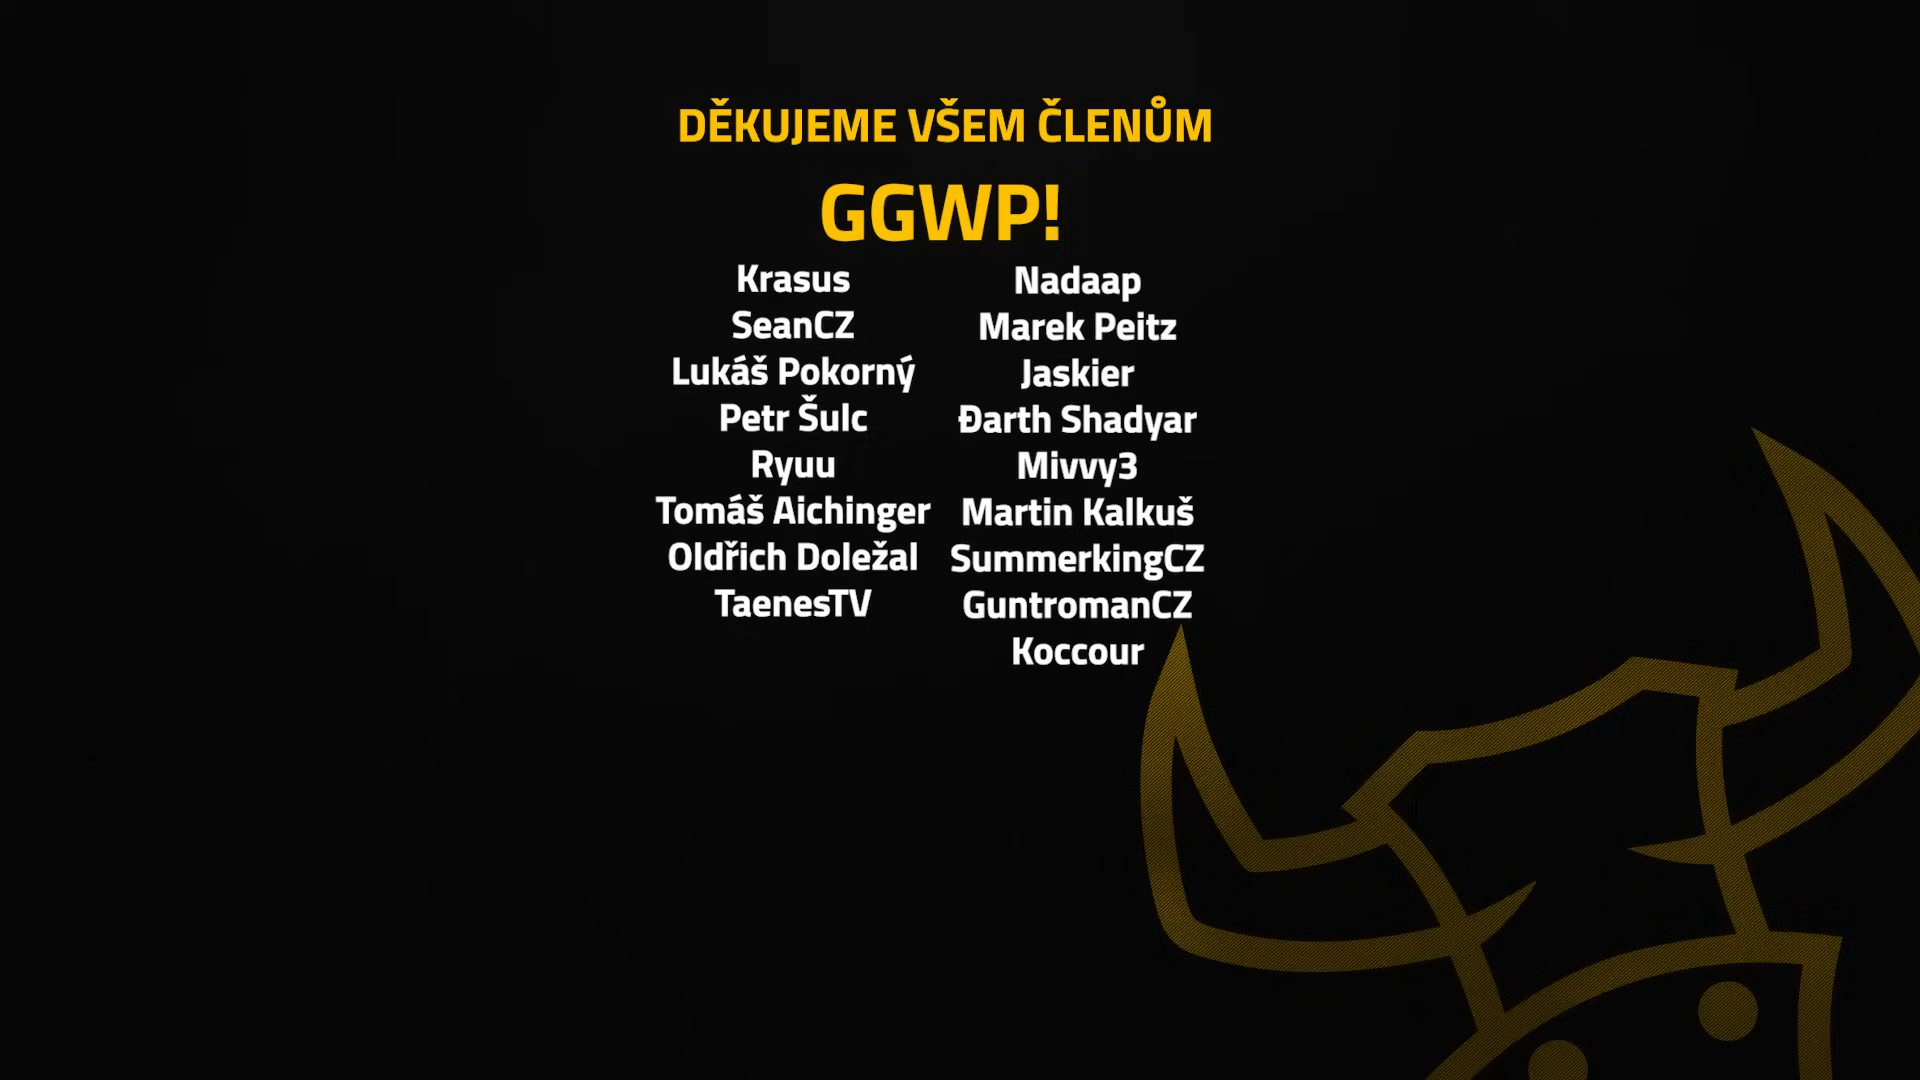 DĚKUJEME VŠEM ČLENŮM
GGWP!
Krasus
SeanCZ
Lukáš Pokorný
Petr Šulc
Ryuu
Tomáš Aichinger
Oldřich Doležal
TaenesTV
Nadaap
Marek Peitz
Jaskier
Đarth Shadyar
Mivvy3
Martin Kalkuš
SummerkingCZ
GuntromanCZ
Koccour